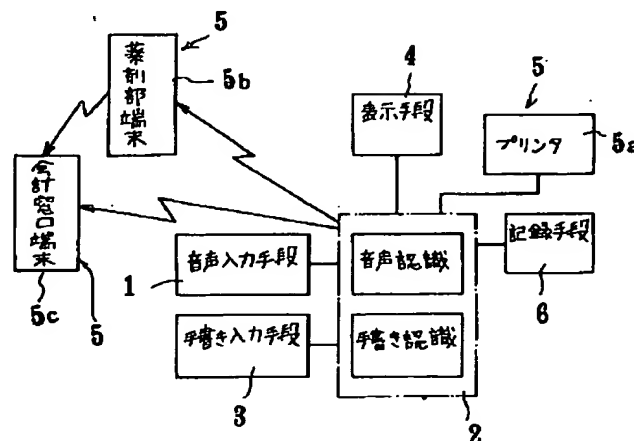 5
薬剤部端末
5b
4
表示手段
5
プリンタ
5a
会計窓口端末
5c
5
音声入力手段
1
音声認識
記録手段
6
手書き入力手段
3
手書き認識
2